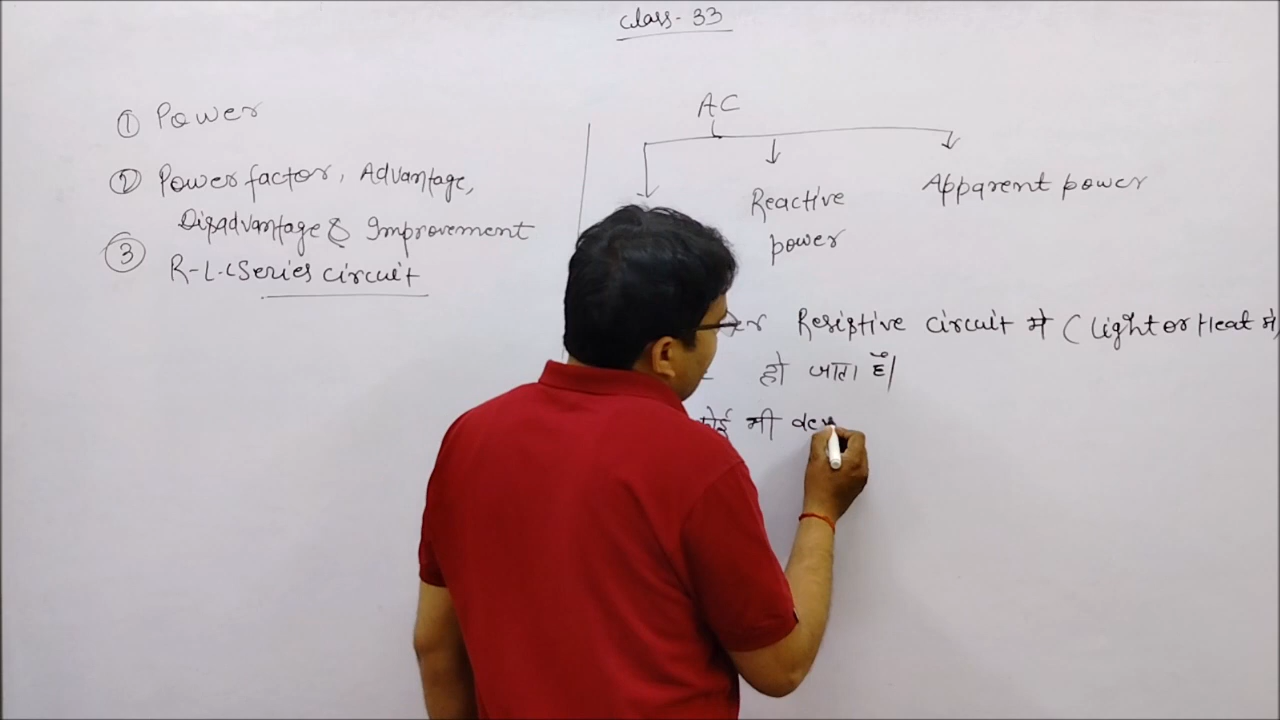 Class-33
① Power
② Power factor, Advantage,
Disadvantage & Improvement
③ R-L-C Series circuit
AC
Reactive
power
Apparent power
Resistive circuit मे (Light or Heat मे)
हो जाता है|
कोई भी dev